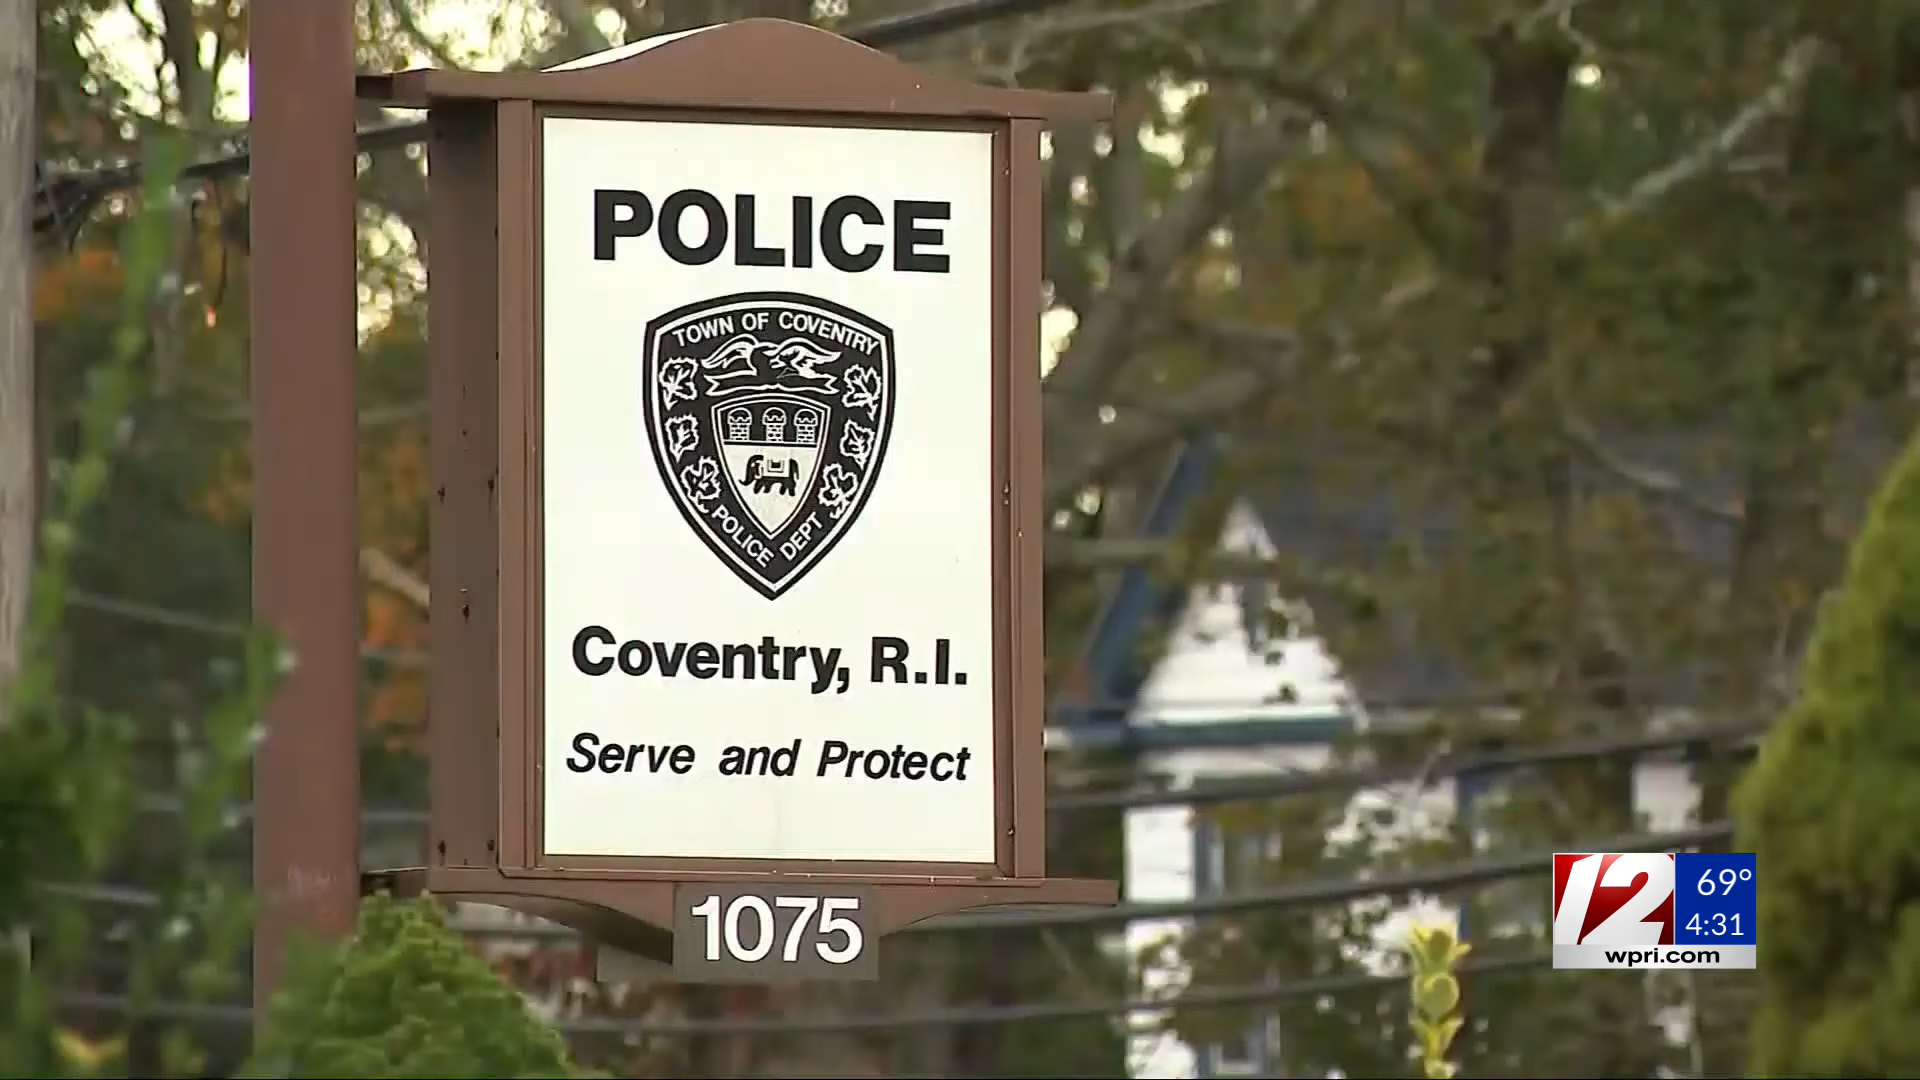 POLICE
TOWN OF COVENTRY
POLICE DEPT
Coventry, R.I.
Serve and Protect
1075
12
69°
4:31
wpri.com